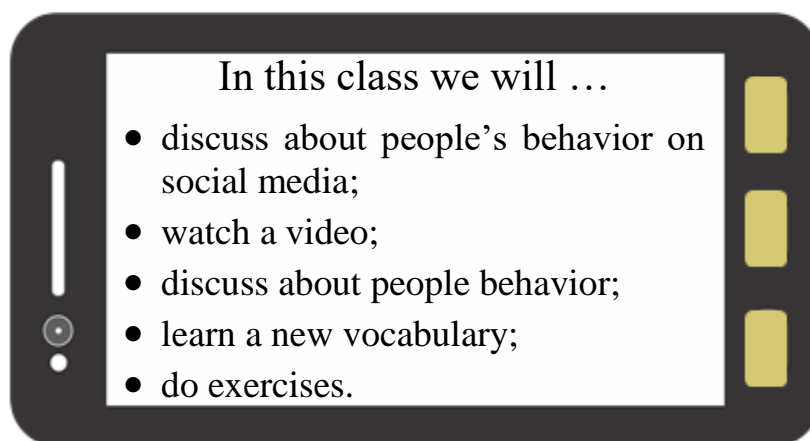 In this class we will …
• discuss about people’s behavior on
social media;
• watch a video;
• discuss about people behavior;
• learn a new vocabulary;
• do exercises.